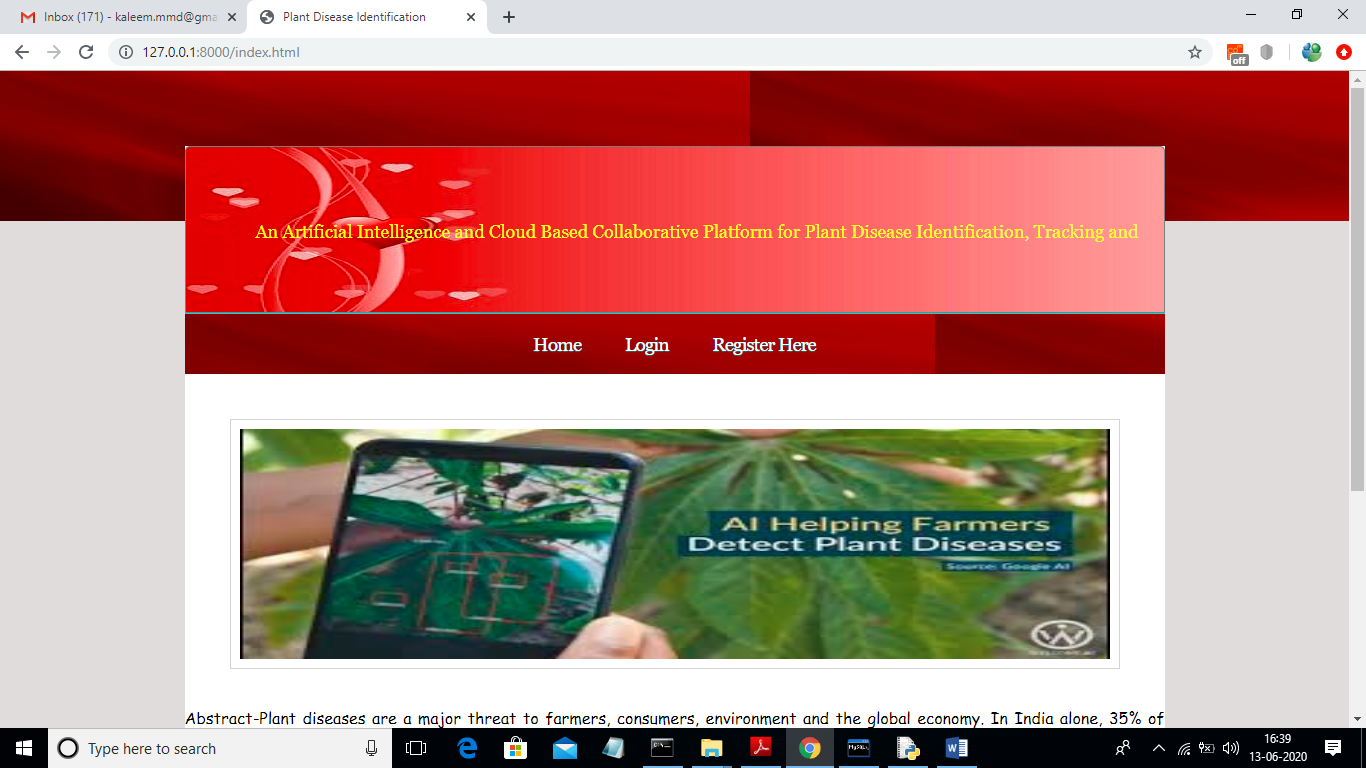 Inbox (171) - kaleem.mmd@gma
Plant Disease Identification
127.0.0.1:8000/index.html
off
An Artificial Intelligence and Cloud Based Collaborative Platform for Plant Disease Identification, Tracking and
Home Login Register Here
AI Helping Farmers
Detect Plant Diseases
Source: Google AI
Abstract-Plant diseases are a major threat to farmers, consumers, environment and the global economy. In India alone, 35% of
Type here to search
16:39
13-06-2020